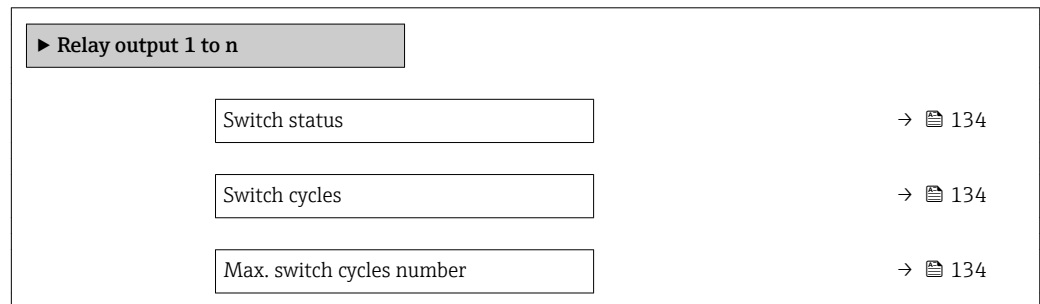 ▶ Relay output 1 to n
Switch status → 134
Switch cycles → 134
Max. switch cycles number → 134